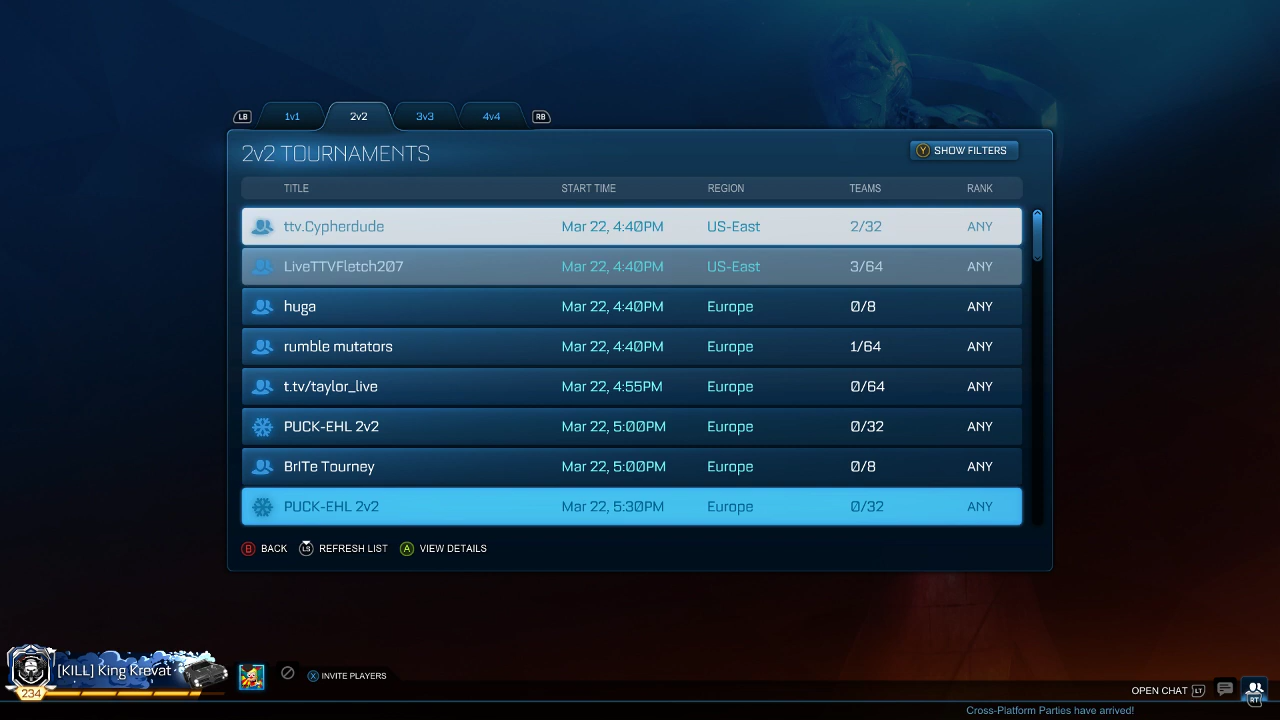 LB 1v1 2v2 3v3 4v4 RB
2v2 TOURNAMENTS
Y SHOW FILTERS
TITLE START TIME REGION TEAMS RANK
ttv.Cypherdude Mar 22, 4:40PM US-East 2/32 ANY
LiveTTVFletch207 Mar 22, 4:40PM US-East 3/64 ANY
huga Mar 22, 4:40PM Europe 0/8 ANY
rumble mutators Mar 22, 4:40PM Europe 1/64 ANY
t.tv/taylor_live Mar 22, 4:55PM Europe 0/64 ANY
PUCK-EHL 2v2 Mar 22, 5:00PM Europe 0/32 ANY
BrITe Tourney Mar 22, 5:00PM Europe 0/8 ANY
PUCK-EHL 2v2 Mar 22, 5:30PM Europe 0/32 ANY
B BACK LS REFRESH LIST A VIEW DETAILS
[KILL] King Krevat
234
X INVITE PLAYERS
OPEN CHAT LT
RT
Cross-Platform Parties have arrived!